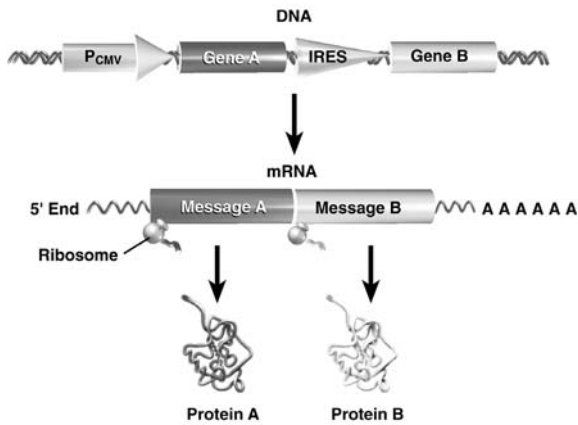 DNA
PCMV Gene A IRES Gene B
mRNA
5' End Message A Message B A A A A A A
Ribosome
Protein A Protein B